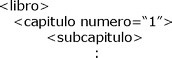 <libro>
<capitulo numero=“1”>
<subcapitulo>
: